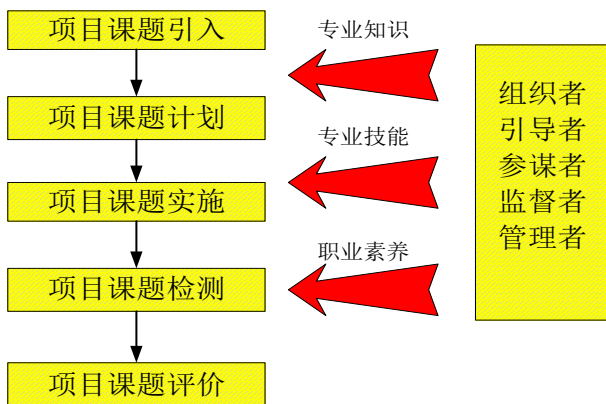 项目课题引入
项目课题计划
项目课题实施
项目课题检测
项目课题评价
专业知识
专业技能
职业素养
组织者
引导者
参谋者
监督者
管理者